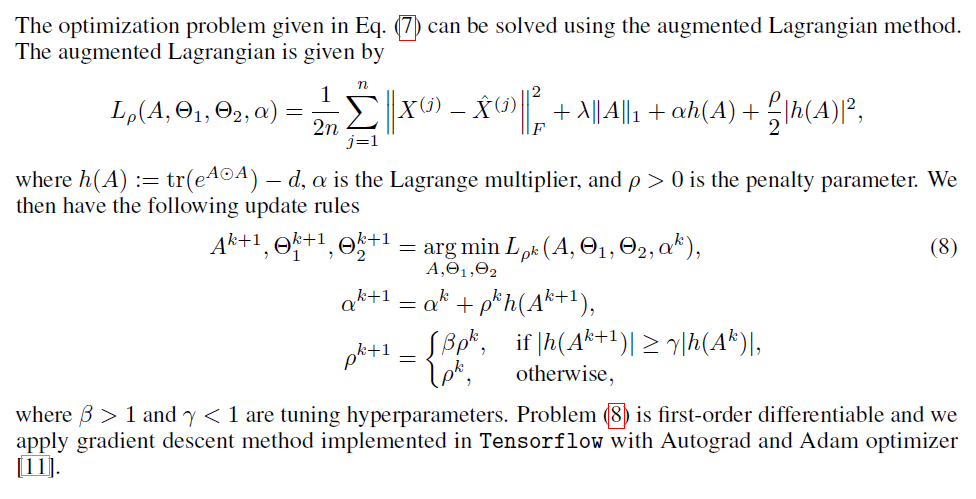 The optimization problem given in Eq. (7) can be solved using the augmented Lagrangian method.
The augmented Lagrangian is given by
$L_\rho(A, \Theta_1, \Theta_2, \alpha) = \frac{1}{2n} \sum_{j=1}^{n} \left\| X^{(j)} - \hat{X}^{(j)} \right\|_F^2 + \lambda \|A\|_1 + \alpha h(A) + \frac{\rho}{2} |h(A)|^2,$
where $h(A) := \mathrm{tr}(e^{A \odot A}) - d$, $\alpha$ is the Lagrange multiplier, and $\rho > 0$ is the penalty parameter. We
then have the following update rules
$A^{k+1}, \Theta_1^{k+1}, \Theta_2^{k+1} = \underset{A, \Theta_1, \Theta_2}{\arg\min} L_{\rho^k}(A, \Theta_1, \Theta_2, \alpha^k),$ (8)
$\alpha^{k+1} = \alpha^k + \rho^k h(A^{k+1}),$
$\rho^{k+1} = \begin{cases} \beta \rho^k, & \text{if } |h(A^{k+1})| \geq \gamma |h(A^k)|, \\ \rho^k, & \text{otherwise,} \end{cases}$
where $\beta > 1$ and $\gamma < 1$ are tuning hyperparameters. Problem (8) is first-order differentiable and we
apply gradient descent method implemented in Tensorflow with Autograd and Adam optimizer
[11].